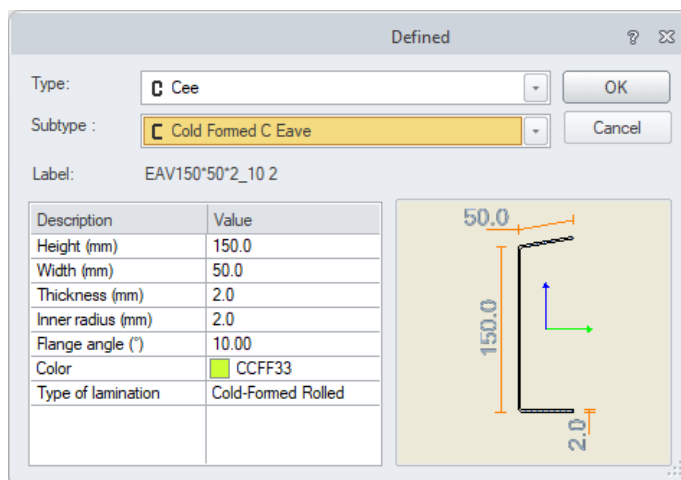 Defined
Type:
Cee
OK
Subtype :
Cold Formed C Eave
Cancel
Label:
EAV150*50*2_10 2
Description Value
Height (mm) 150.0
Width (mm) 50.0
Thickness (mm) 2.0
Inner radius (mm) 2.0
Flange angle (°) 10.00
Color CCFF33
Type of lamination Cold-Formed Rolled
50.0
150.0
2.0